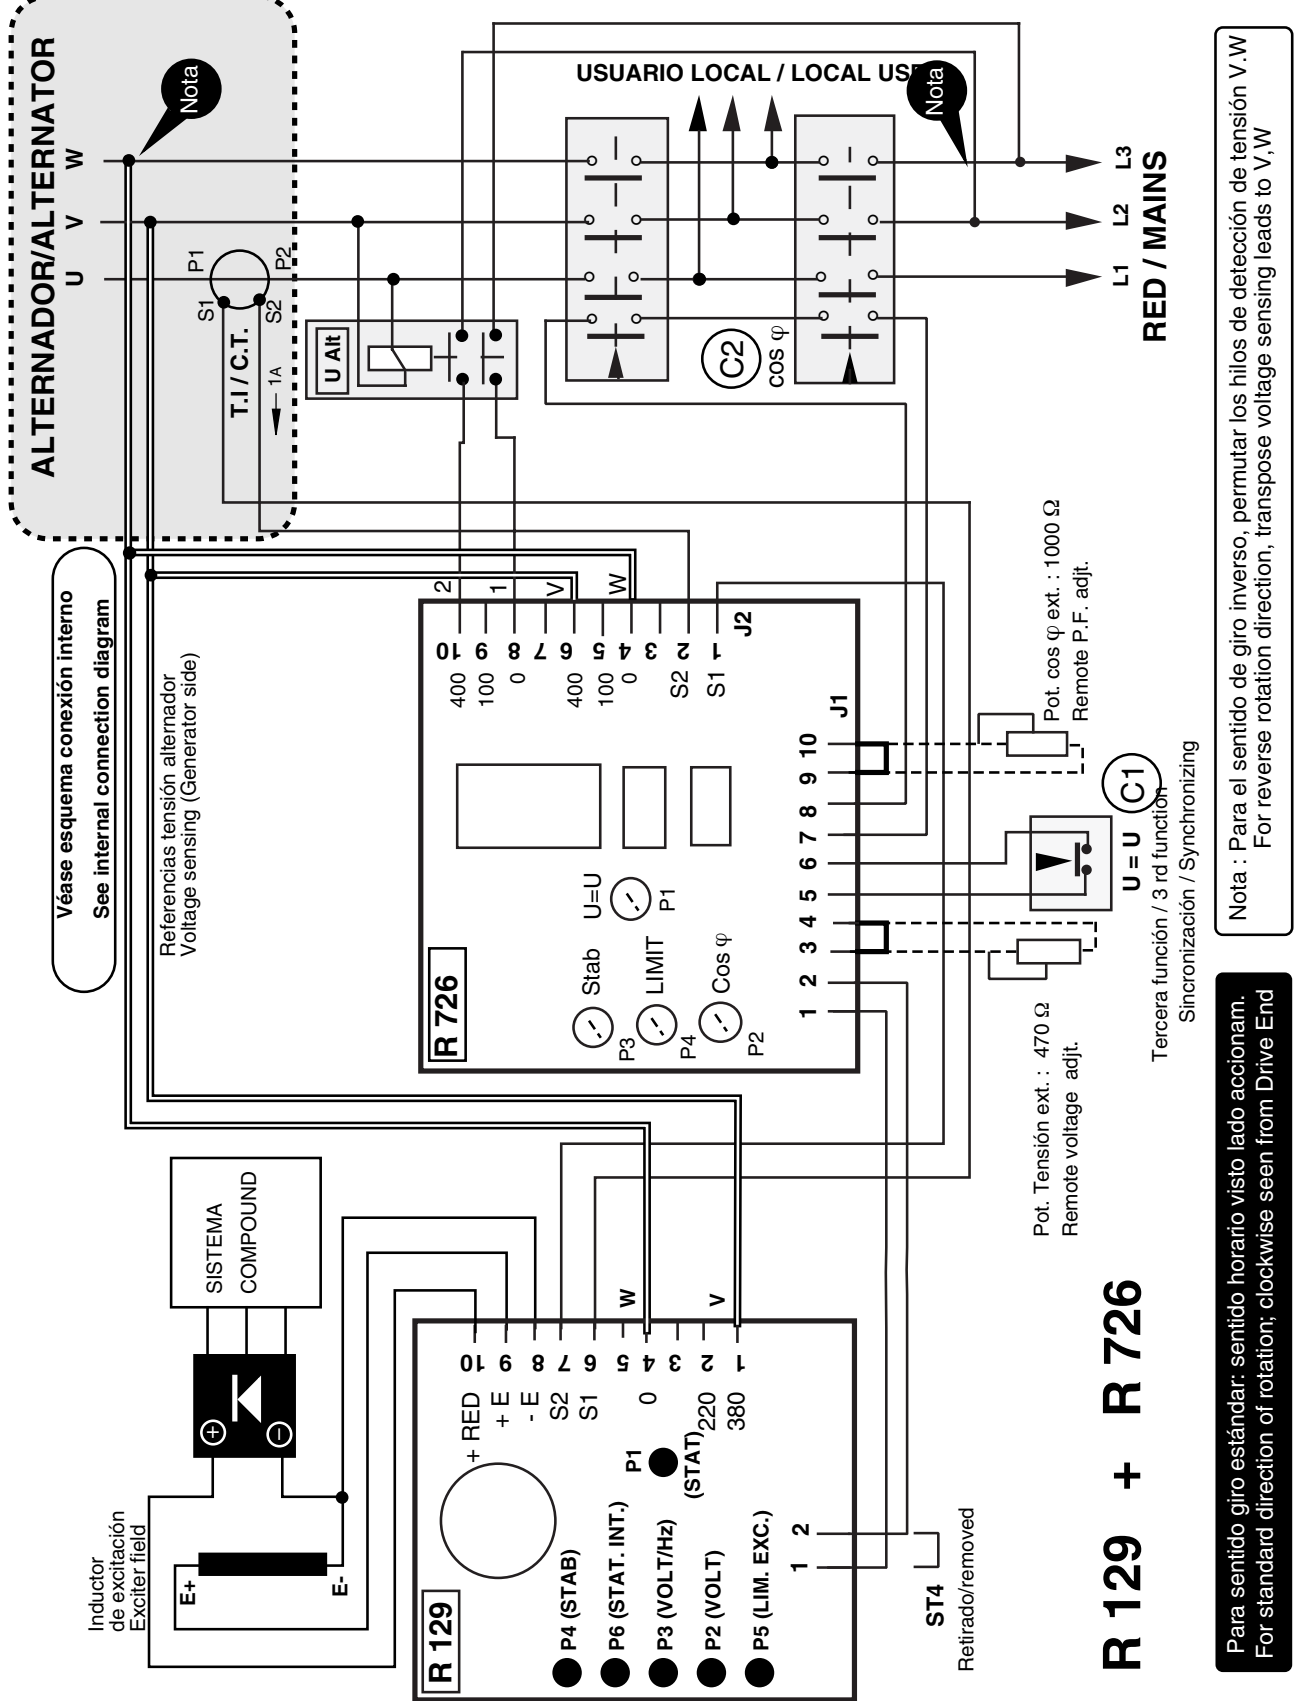 ALTERNADOR/ALTERNATOR
U
V
W
Nota
P1
P2
S1
S2
T.I / C.T.
1A
Véase esquema conexión interno
See internal connection diagram
Referencias tensión alternador
Voltage sensing (Generator side)
U Alt
USUARIO LOCAL / LOCAL
Nota
C2
cos φ
L1
L2
L3
RED / MAINS
2
1
V
W
10
9
8
7
6
5
4
3
2
1
J2
400
100
0
400
100
0
S2
S1
R 726
Stab
P3
LIMIT
P4
Cos φ
P2
U=U
P1
1
2
3
4
5
6
7
8
9
10
J1
Pot. cos φ ext. : 1000 Ω
Remote P.F. adjt.
C1
U = U
Tercera función / 3 rd function
Sincronización / Synchronizing
Pot. Tensión ext. : 470 Ω
Remote voltage adjt.
SISTEMA
COMPOUND
+
−
Inductor
de excitación
Exciter field
E+
E-
W
V
10
9
8
7
6
5
4
3
2
1
+ RED
+ E
- E
S2
S1
0
220
380
R 129
P4 (STAB)
P6 (STAT. INT.)
P3 (VOLT/Hz)
P2 (VOLT)
P5 (LIM. EXC.)
P1
(STAT)
1
2
ST4
Retirado/removed
R 129 + R 726
Para sentido giro estándar: sentido horario visto lado accionam.
For standard direction of rotation; clockwise seen from Drive End
Nota : Para el sentido de giro inverso, permutar los hilos de detección de tensión V.W
For reverse rotation direction, transpose voltage sensing leads to V,W